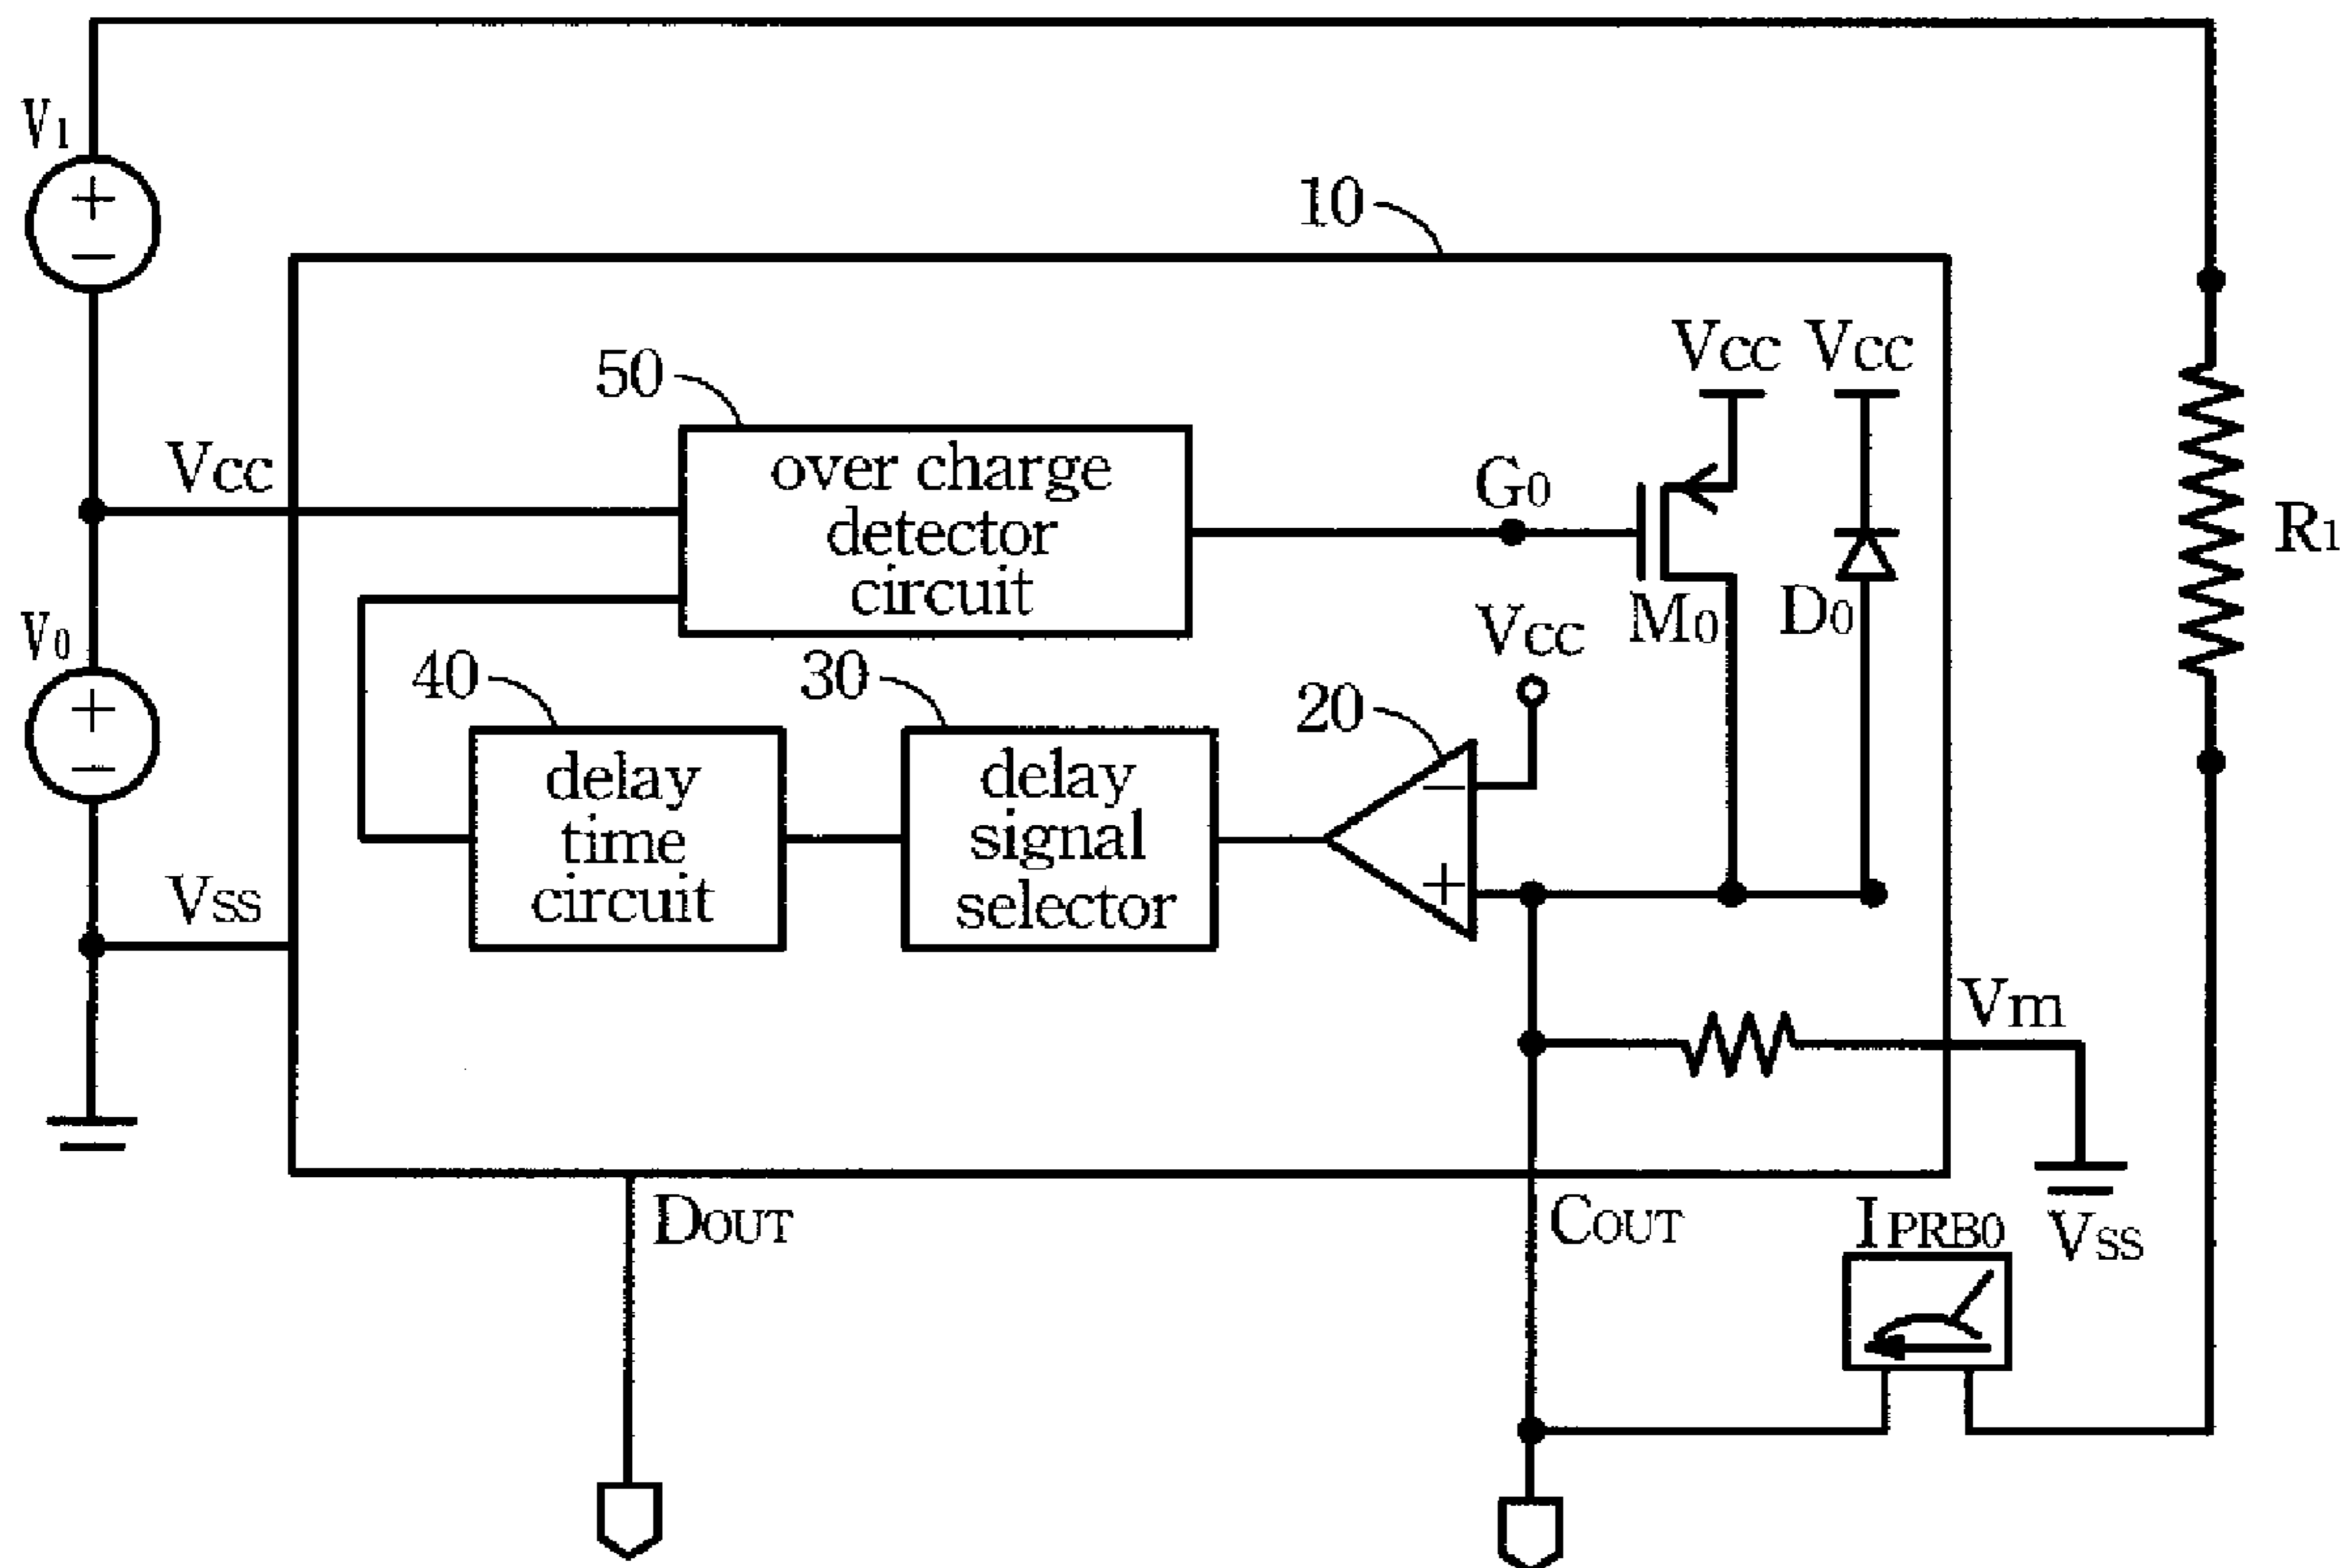 V1
10
Vcc Vcc
50
over charge
detector
circuit
Vcc
G0
R1
M0
D0
Vcc
V0
40
30
20
delay
time
circuit
delay
signal
selector
+
−
+
−
−
+
Vss
Vm
DOUT
COUT
IPRB0
Vss